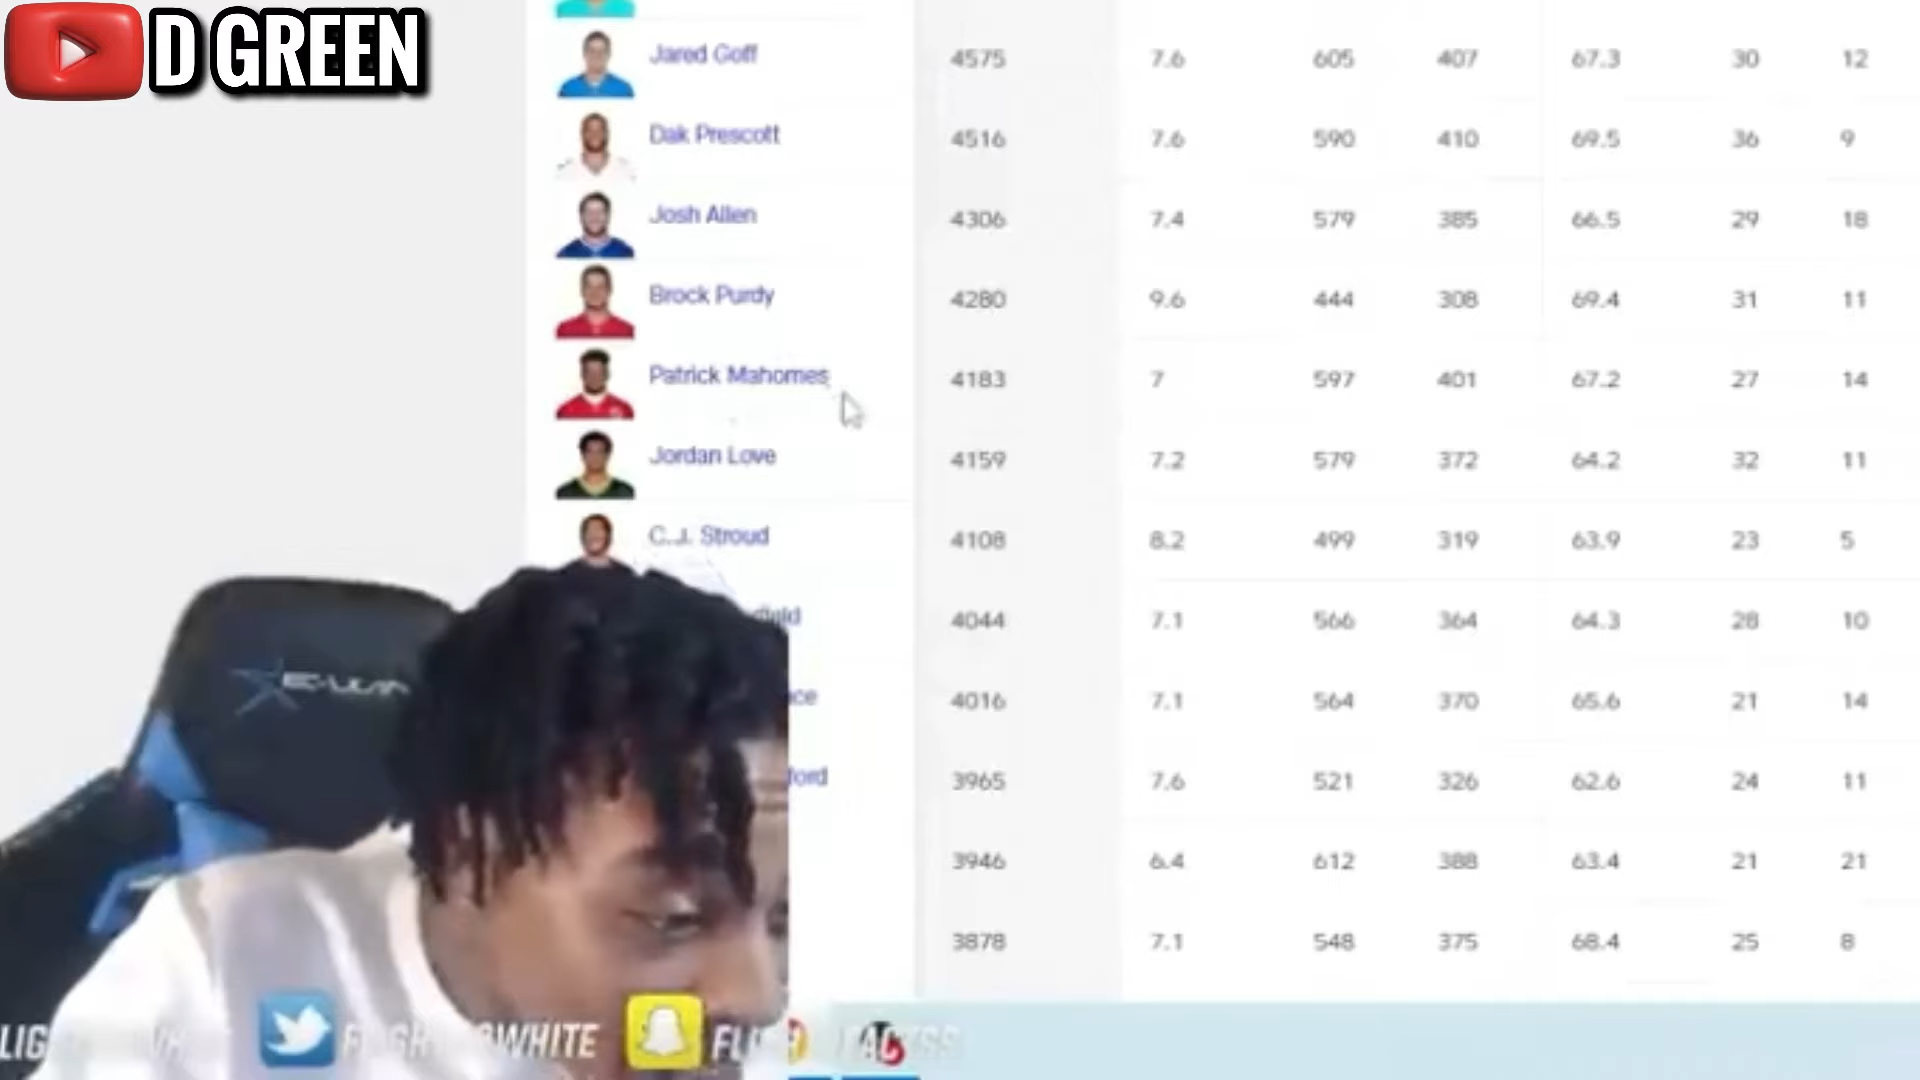 D GREEN
Jared Goff 4575 7.6 605 407 67.3 30 12
Dak Prescott 4516 7.6 590 410 69.5 36 9
Josh Allen 4306 7.4 579 385 66.5 29 18
Brock Purdy 4280 9.6 444 308 69.4 31 11
Patrick Mahomes 4183 7 597 401 67.2 27 14
Jordan Love 4159 7.2 579 372 64.2 32 11
C.J. Stroud 4108 8.2 499 319 63.9 23 5
field 4044 7.1 566 364 64.3 28 10
ce 4016 7.1 564 370 65.6 21 14
ford 3965 7.6 521 326 62.6 24 11
3946 6.4 612 388 63.4 21 21
3878 7.1 548 375 68.4 25 8